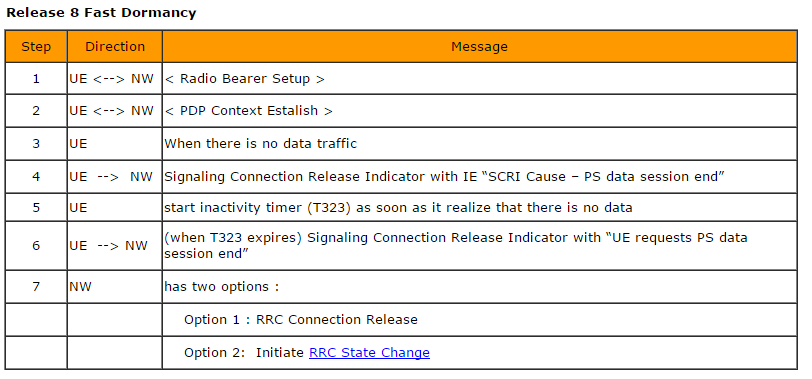 Release 8 Fast Dormancy
Step Direction Message
1 UE <--> NW < Radio Bearer Setup >
2 UE <--> NW < PDP Context Estalish >
3 UE When there is no data traffic
4 UE --> NW Signaling Connection Release Indicator with IE “SCRI Cause – PS data session end”
5 UE start inactivity timer (T323) as soon as it realize that there is no data
6 UE --> NW (when T323 expires) Signaling Connection Release Indicator with “UE requests PS data
session end”
7 NW has two options :
Option 1 : RRC Connection Release
Option 2: Initiate RRC State Change